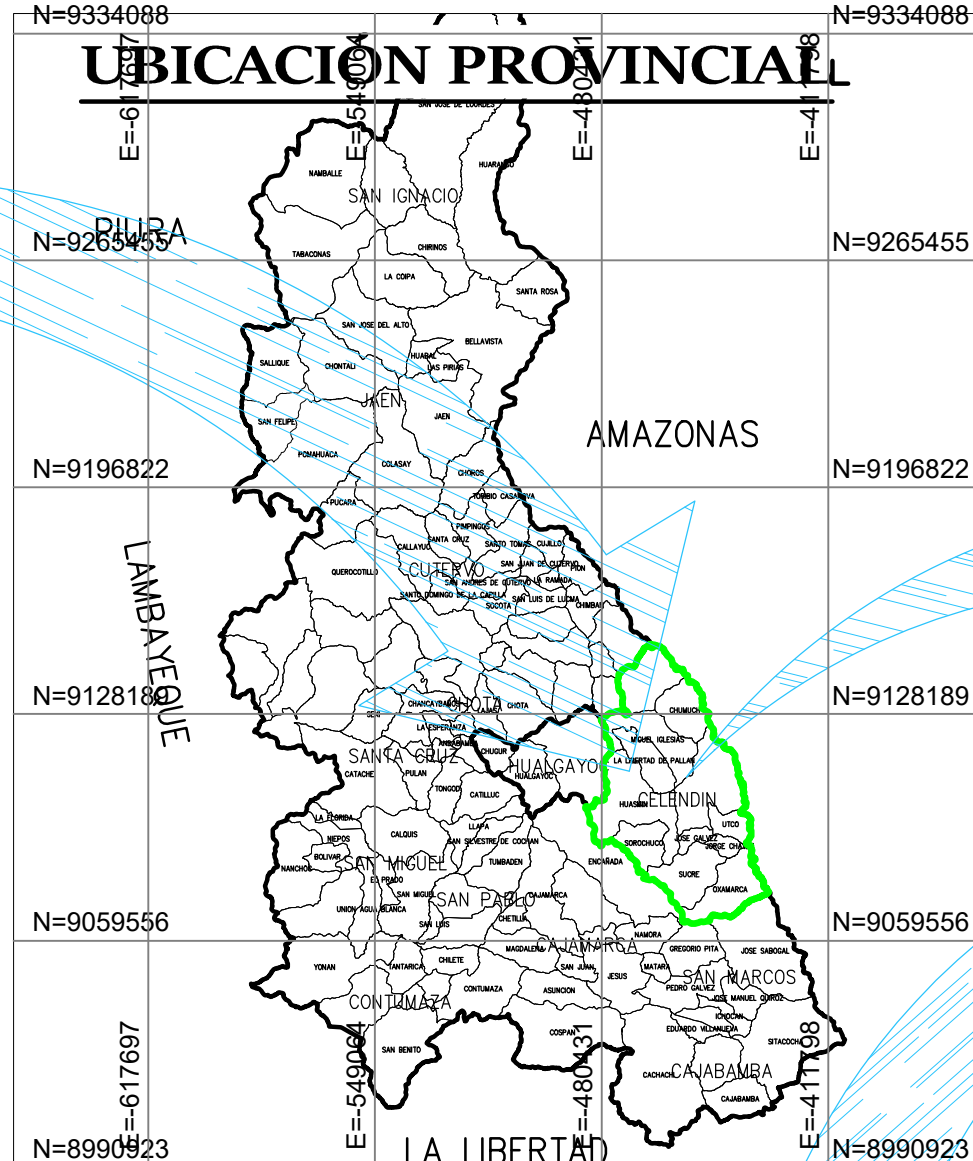 N=9334088 N=9334088
UBICACIÓN PROVINCIAL
E=-617697 E=-549064 E=-480431 E=-411798
SAN JOSE DE LOURDES
HUARANGO
NAMBALLE
SAN IGNACIO
PIURA
N=9265455 N=9265455
CHIRINOS
TABACONAS
LA COIPA
SANTA ROSA
SAN JOSE DEL ALTO
BELLAVISTA
HUABAL
SALLIQUE CHONTALI LAS PIRIAS
JAEN
JAEN
SAN FELIPE
AMAZONAS
POMAHUACA COLASAY
N=9196822 N=9196822
CHOROS
TORIBIO CASANOVA
PUCARA
PIMPINGOS
SANTA CRUZ
CALLAYUC SANTO TOMAS CUJILLO
LAMBAYEQUE
SAN JUAN DE CUTERVO
QUEROCOTILLO CUTERVO PION
SAN ANDRES DE CUTERVO LA RAMADA
SANTO DOMINGO DE LA CAPILLA
SAN LUIS DE LUCMA
SOCOTA CHIMBAN
N=9128189 N=9128189
CHANCAYBAÑOS CHOTA
LAJAS CHOTA
CHUMUCH
LA ESPERANZA
ANDABAMBA
MIGUEL IGLESIAS
CHUGUR
SANTA CRUZ
LA LIBERTAD DE PALLAN
HUALGAYOC
CATACHE PULAN
HUALGAYOC
TONGOD
CATILLUC
CELENDIN
HUASMIN
LA FLORIDA
UTCO
LLAPA
CALQUIS
NIEPOS
SAN SILVESTRE DE COCHAN
JOSE GALVEZ
SOROCHUCO
JORGE CHAVEZ
BOLIVAR
SAN MIGUEL
TUMBADEN
ENCAÑADA
NANCHOC
SUCRE
EL PRADO
OXAMARCA
SAN MIGUEL
CAJAMARCA
SAN PABLO
UNION AGUA BLANCA
CHETILLA
SAN LUIS
NAMORA
N=9059556 N=9059556
CAJAMARCA
MAGDALENA
GREGORIO PITA
JOSE SABOGAL
CHILETE
YONAN TANTARICA
SAN JUAN
MATARA
JESUS
SAN MARCOS
CONTUMAZA
ASUNCION
PEDRO GALVEZ
JOSE MANUEL QUIROZ
CONTUMAZA
ICHOCAN
EDUARDO VILLANUEVA
COSPAN
SITACOCHA
SAN BENITO
CACHACHI
CAJABAMBA
CAJABAMBA
E=-617697 E=-549064 E=-480431 E=-411798
LA LIBERTAD
N=8990923 N=8990923